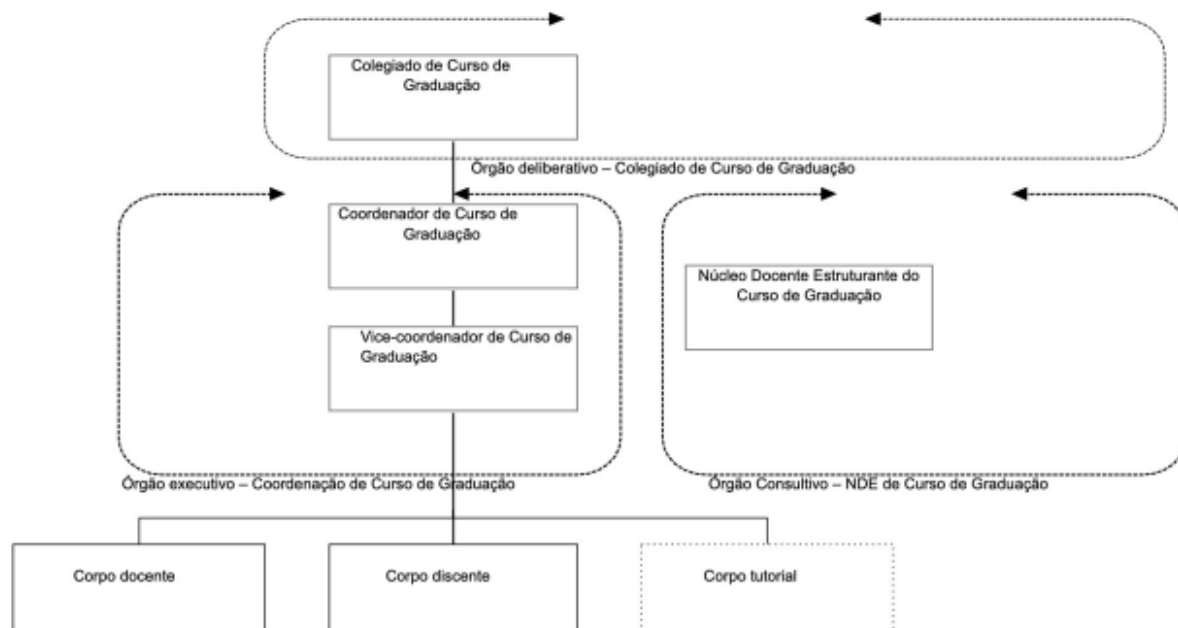 Colegiado de Curso de
Graduação
Órgão deliberativo – Colegiado de Curso de Graduação
Coordenador de Curso de
Graduação
Núcleo Docente Estruturante do
Curso de Graduação
Vice-coordenador de Curso de
Graduação
Órgão executivo – Coordenação de Curso de Graduação
Órgão Consultivo – NDE de Curso de Graduação
Corpo docente
Corpo discente
Corpo tutorial